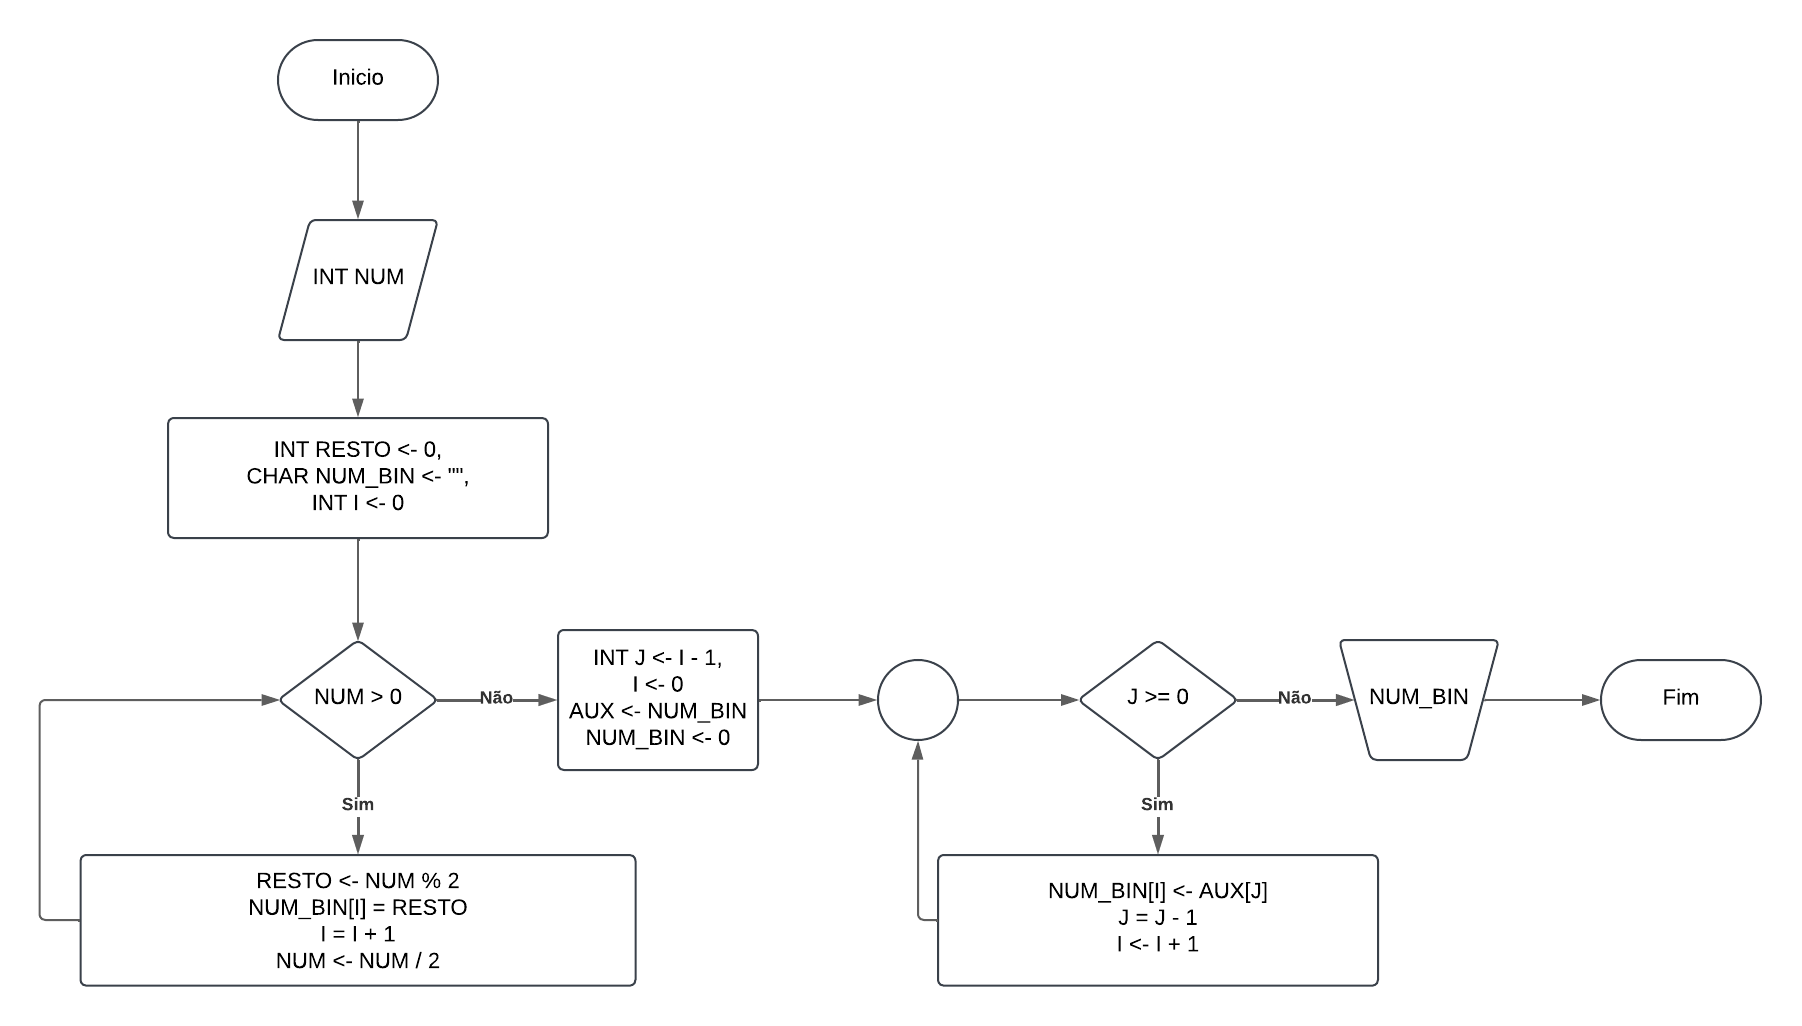 Inicio
INT NUM
INT RESTO <- 0,
CHAR NUM_BIN <- "",
INT I <- 0
NUM > 0
Não
INT J <- I - 1,
I <- 0
AUX <- NUM_BIN
NUM_BIN <- 0
J >= 0
Não
NUM_BIN
Fim
Sim
Sim
RESTO <- NUM % 2
NUM_BIN[I] = RESTO
I = I + 1
NUM <- NUM / 2
NUM_BIN[I] <- AUX[J]
J = J - 1
I <- I + 1